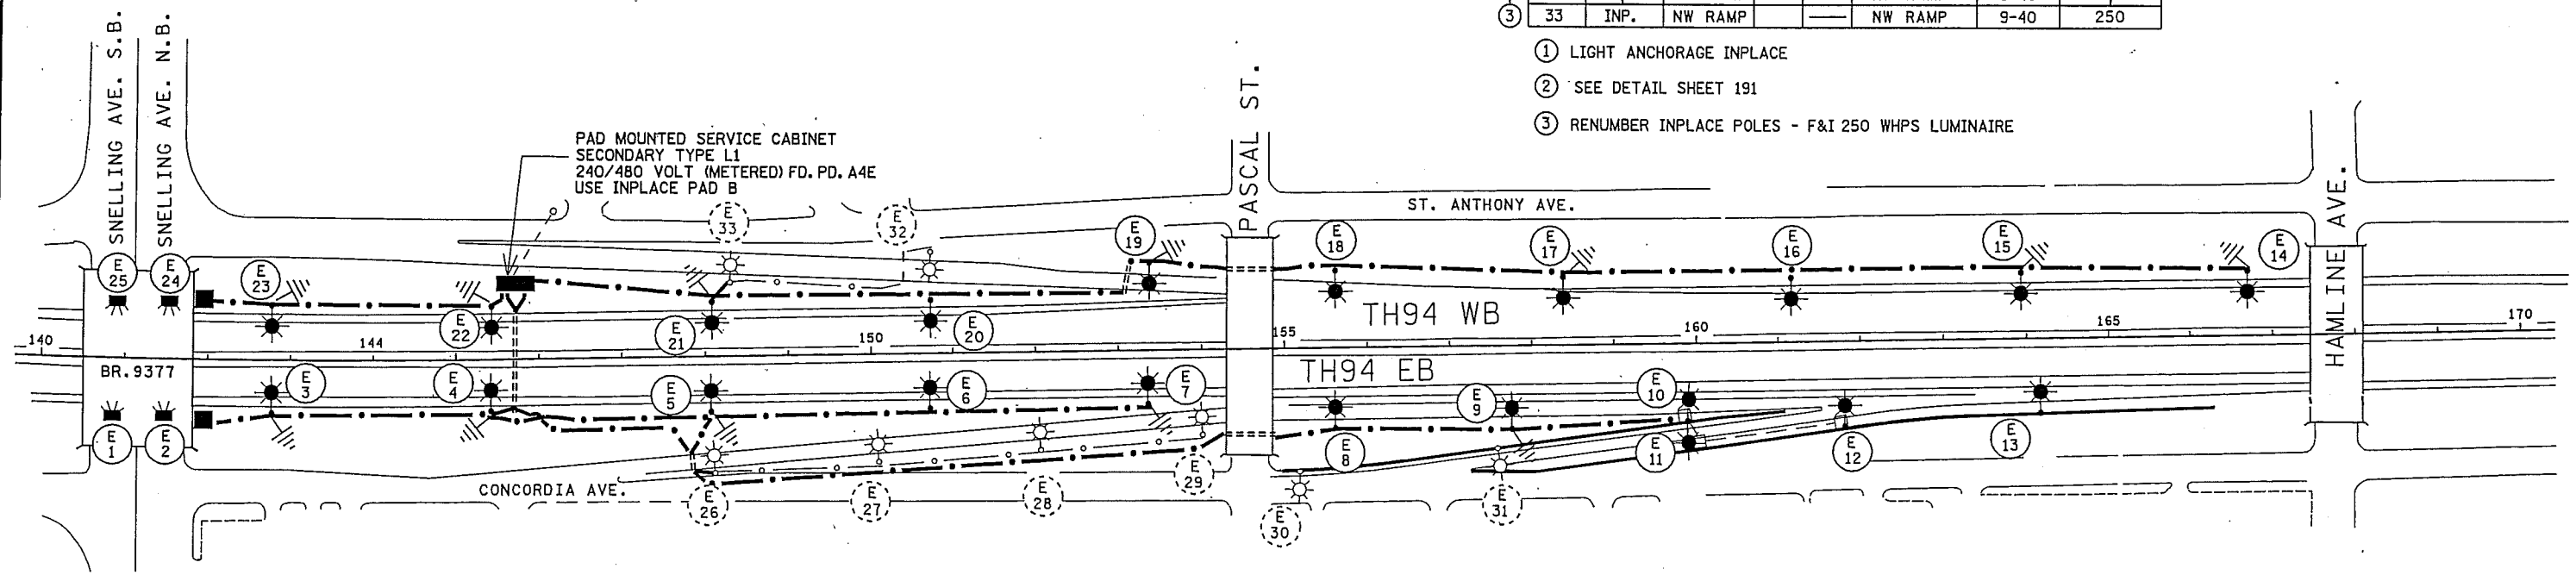 3 33 INP. NW RAMP NW RAMP 9-40 250
1 LIGHT ANCHORAGE INPLACE
2 SEE DETAIL SHEET 191
3 RENUMBER INPLACE POLES - F&I 250 WHPS LUMINAIRE
SNELLING AVE. S.B.
SNELLING AVE. N.B.
PAD MOUNTED SERVICE CABINET
SECONDARY TYPE L1
240/480 VOLT (METERED) FD. PD. A4E
USE INPLACE PAD B
PASCAL ST.
HAMLINE AVE.
ST. ANTHONY AVE.
E 33
E 32
E 19
E 18
E 17
E 16
E 15
E 14
E 25
E 24
E 23
E 22
E 21
E 20
TH94 WB
140
144
150
155
160
165
170
BR. 9377
TH94 EB
E 3
E 4
E 5
E 6
E 7
E 9
E 10
E 1
E 2
E 8
E 11
E 12
E 13
E 29
CONCORDIA AVE.
E 26
E 27
E 28
E 30
E 31